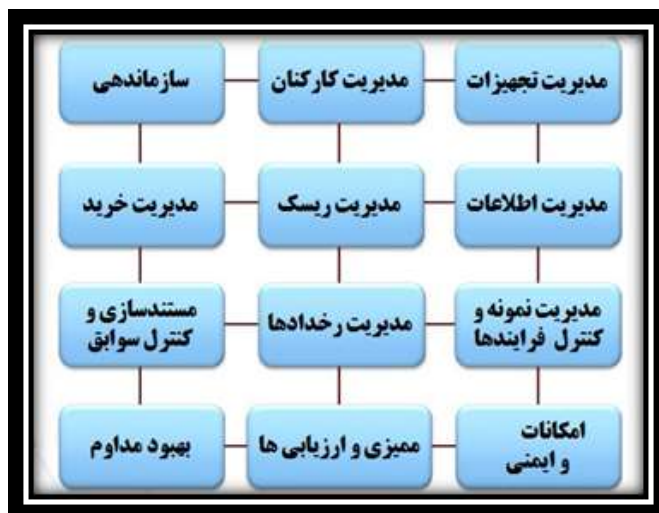 مدیریت تجهیزات
مدیریت کارکنان
سازماندهی
مدیریت اطلاعات
مدیریت ریسک
مدیریت خرید
مدیریت نمونه و
کنترل فرایندها
مدیریت رخدادها
مستندسازی و
کنترل سوابق
امکانات
و ایمنی
ممیزی و ارزیابی ها
بهبود مداوم